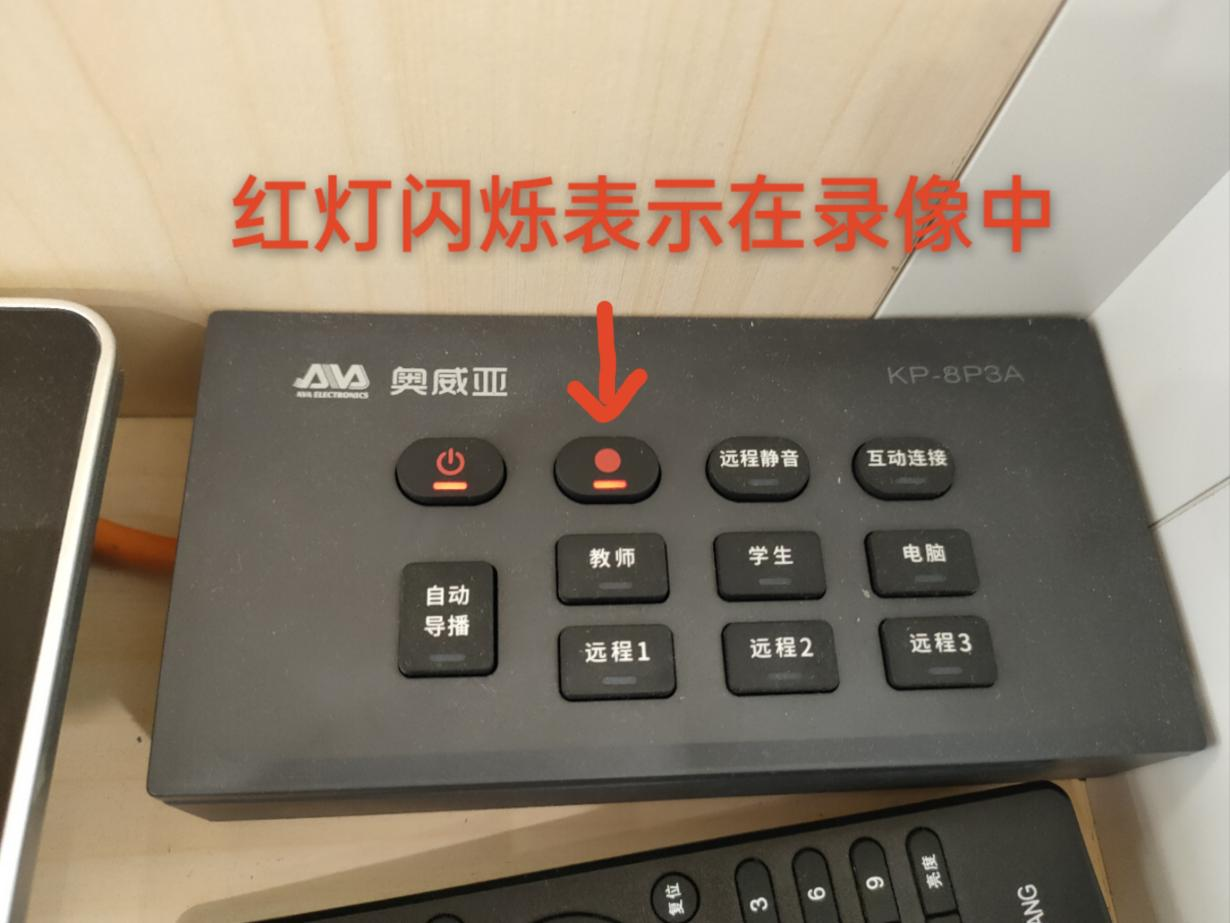 红灯闪烁表示在录像中
AVA 奥威亚 KP-8P3A
AVA ELECTRONICS
远程静音 互动连接
自动
导播
教师 学生 电脑
远程1 远程2 远程3
复位 3 6 9 亮度
ANG